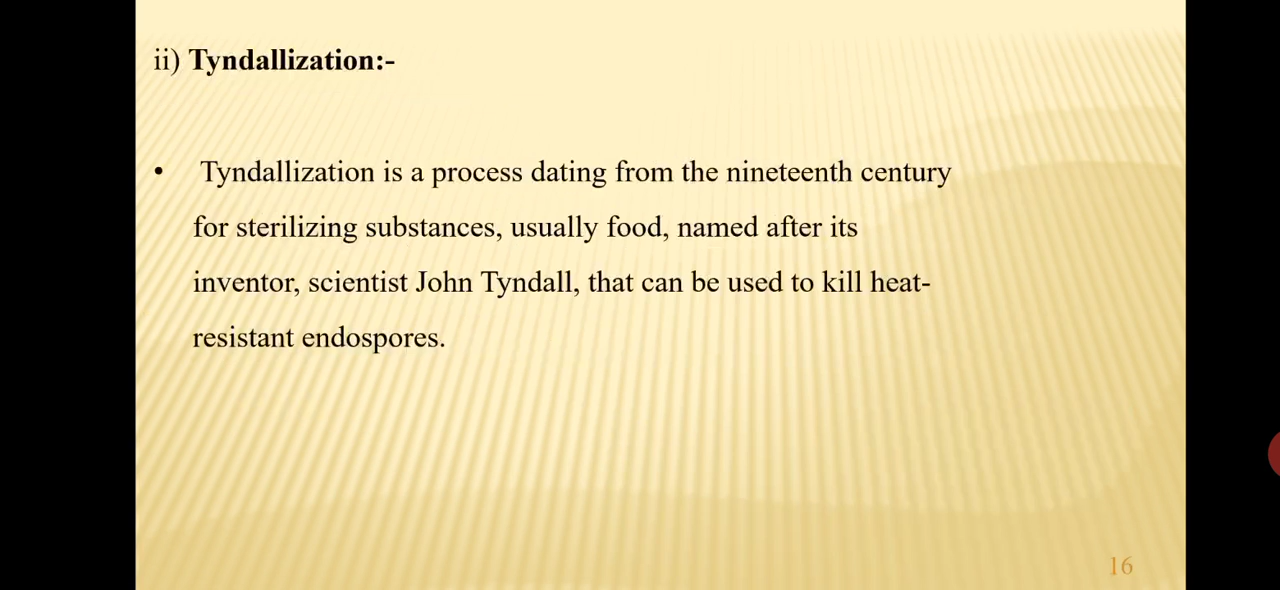 ii) Tyndallization:-
• Tyndallization is a process dating from the nineteenth century
for sterilizing substances, usually food, named after its
inventor, scientist John Tyndall, that can be used to kill heat-
resistant endospores.
16